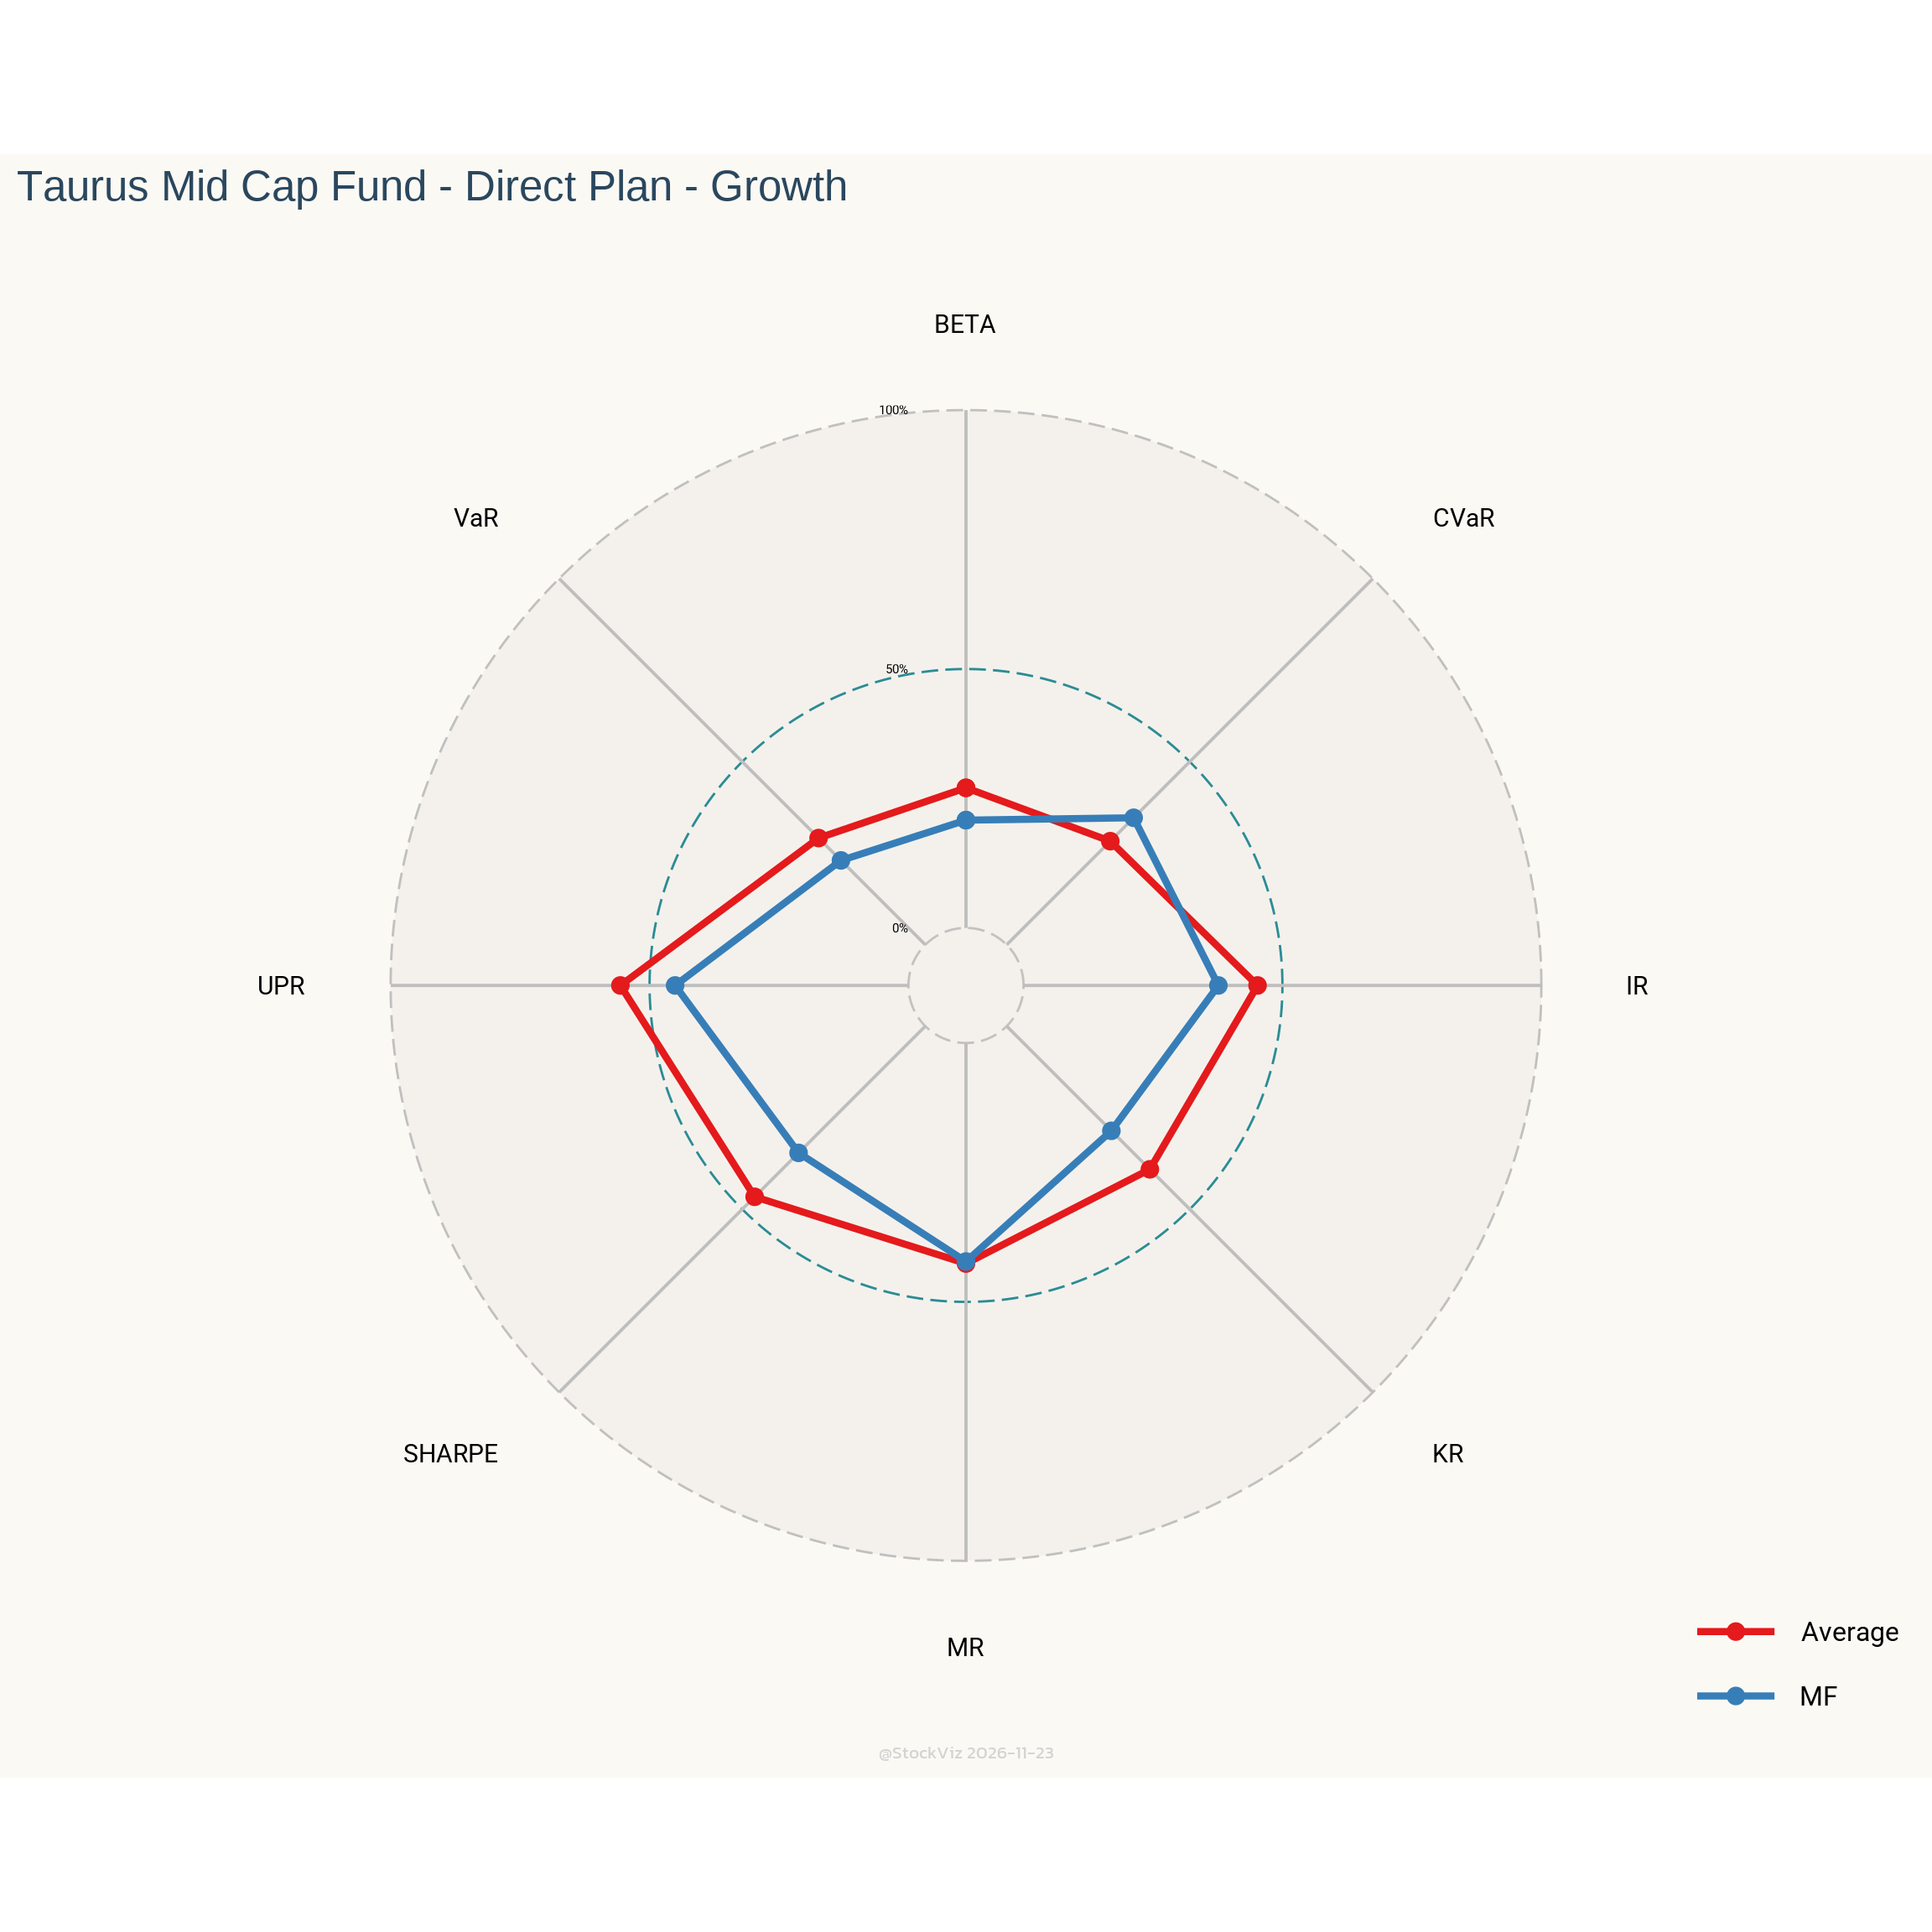 Taurus Mid Cap Fund - Direct Plan - Growth
BETA
100%
VaR
CVaR
50%
0%
UPR
IR
SHARPE
KR
MR
Average
MF
@StockViz 2026-11-23